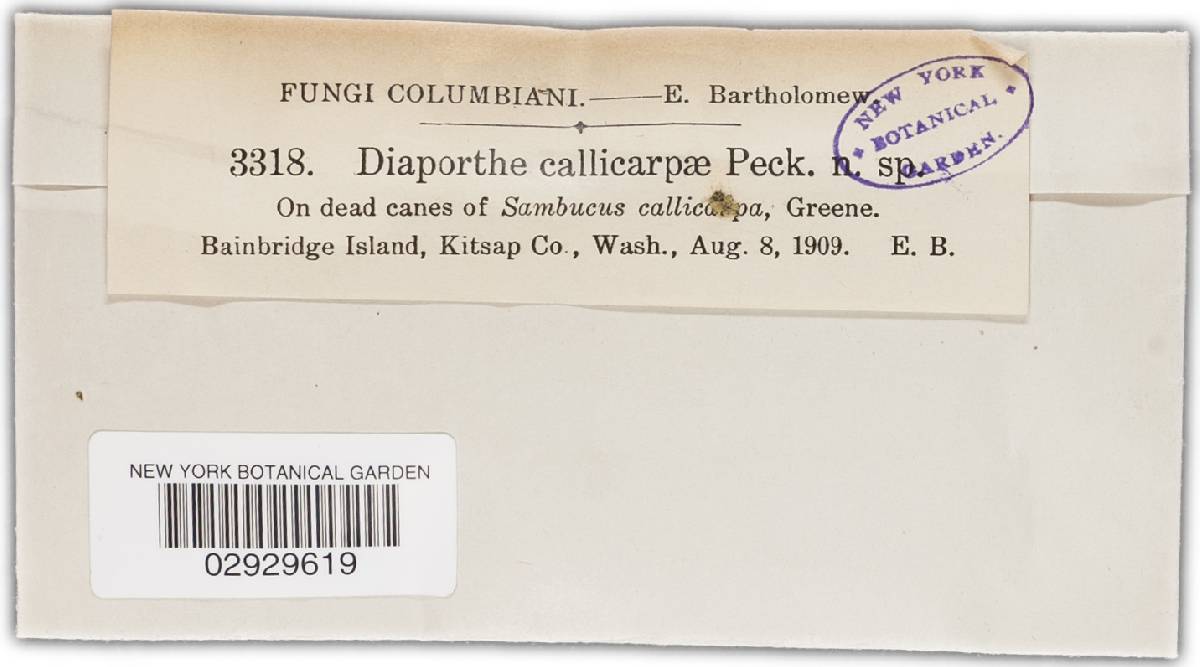 FUNGI COLUMBIANI.——E. Bartholomew.
3318. Diaporthe callicarpæ Peck. n. sp.
On dead canes of Sambucus callicarpa, Greene.
Bainbridge Island, Kitsap Co., Wash., Aug. 8, 1909. E. B.
NEW YORK
BOTANICAL
GARDEN.
NEW YORK BOTANICAL GARDEN
02929619